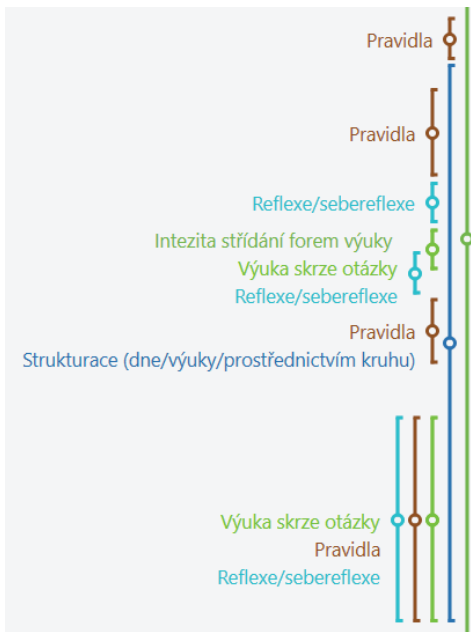 Pravidla
Pravidla
Reflexe/sebereflexe
Intezita střídání forem výuky
Výuka skrze otázky
Reflexe/sebereflexe
Pravidla
Strukturace (dne/výuky/prostřednictvím kruhu)
Výuka skrze otázky
Pravidla
Reflexe/sebereflexe